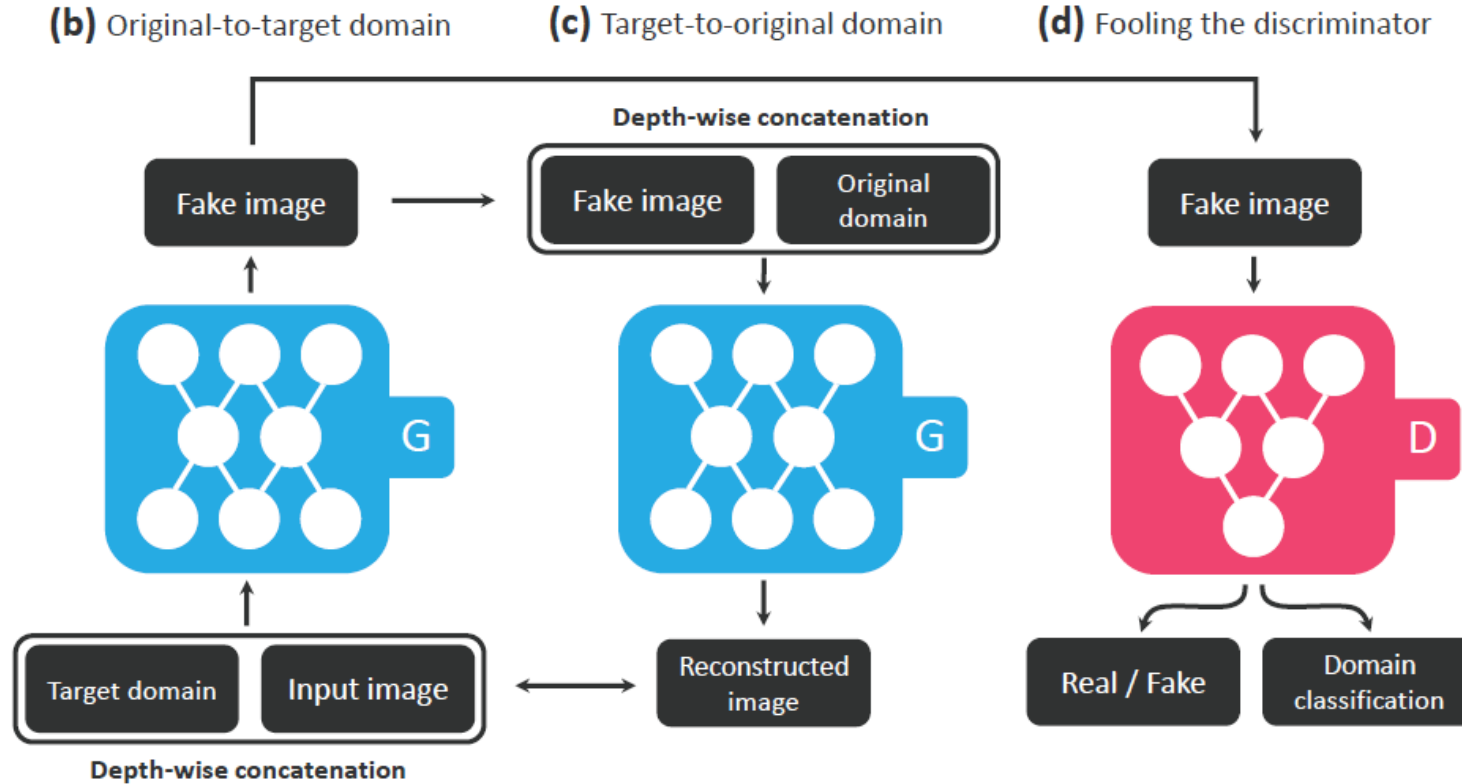 (b) Original-to-target domain
(c) Target-to-original domain
(d) Fooling the discriminator
Depth-wise concatenation
Fake image
Fake image
Original
domain
Fake image
G
G
D
Target domain
Input image
Reconstructed
image
Real / Fake
Domain
classification
Depth-wise concatenation